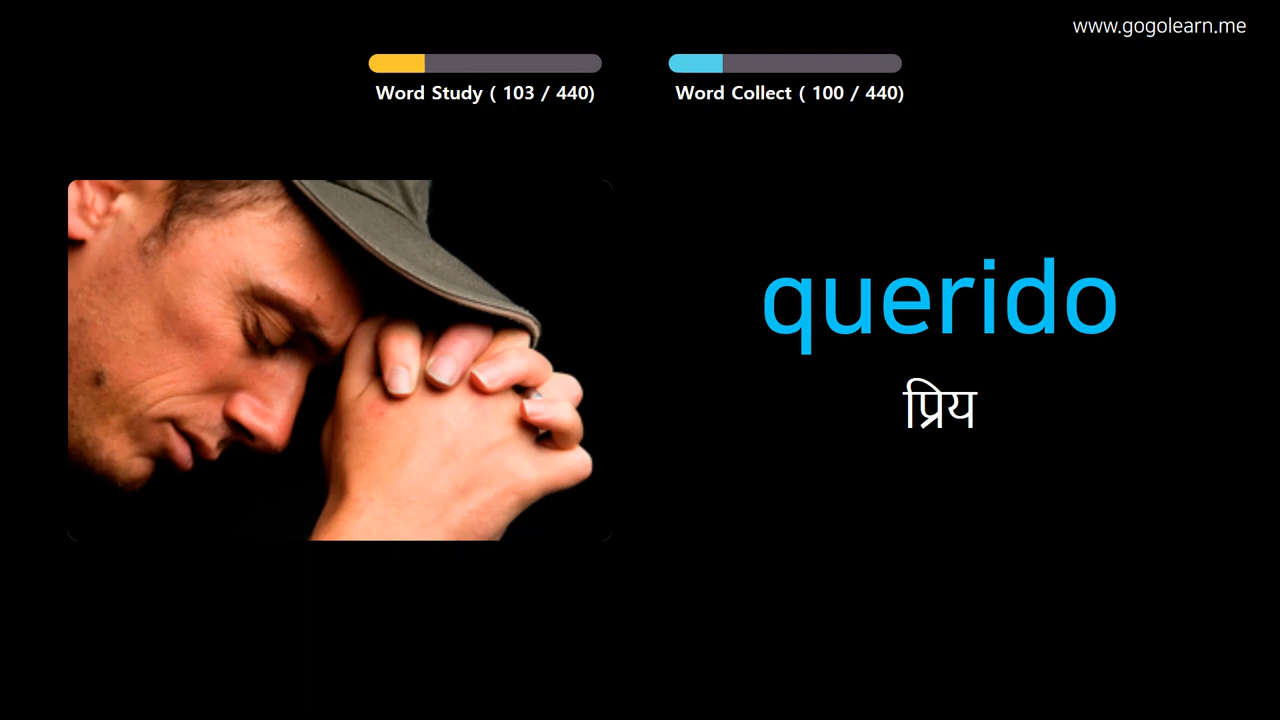 www.gogolearn.me
Word Study ( 103 / 440)
Word Collect ( 100 / 440)
querido
प्रिय